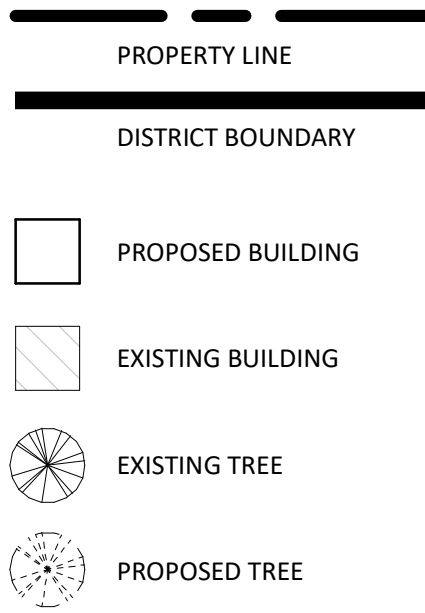 PROPERTY LINE
DISTRICT BOUNDARY
PROPOSED BUILDING
EXISTING BUILDING
EXISTING TREE
PROPOSED TREE